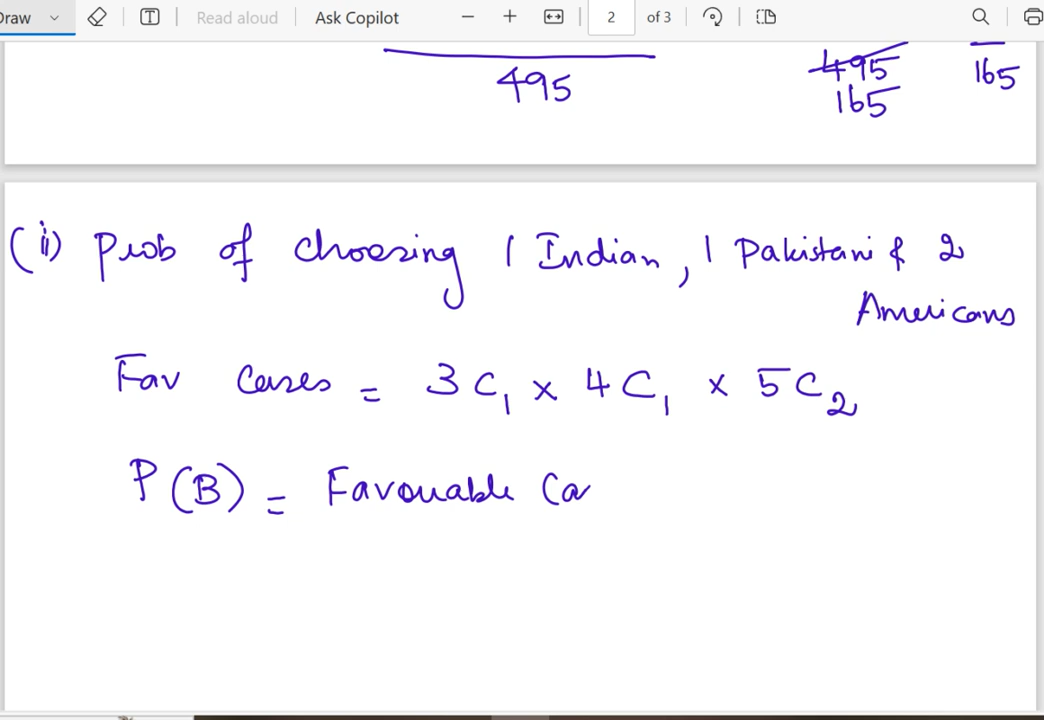 Draw
Read aloud
Ask Copilot
2 of 3
495
495
165
165
(ii) Prob of choosing 1 Indian, 1 Pakistani & 2
Americans
Fav Cases = 3C₁ x 4C₁ x 5C₂
P(B) = Favouable Ca